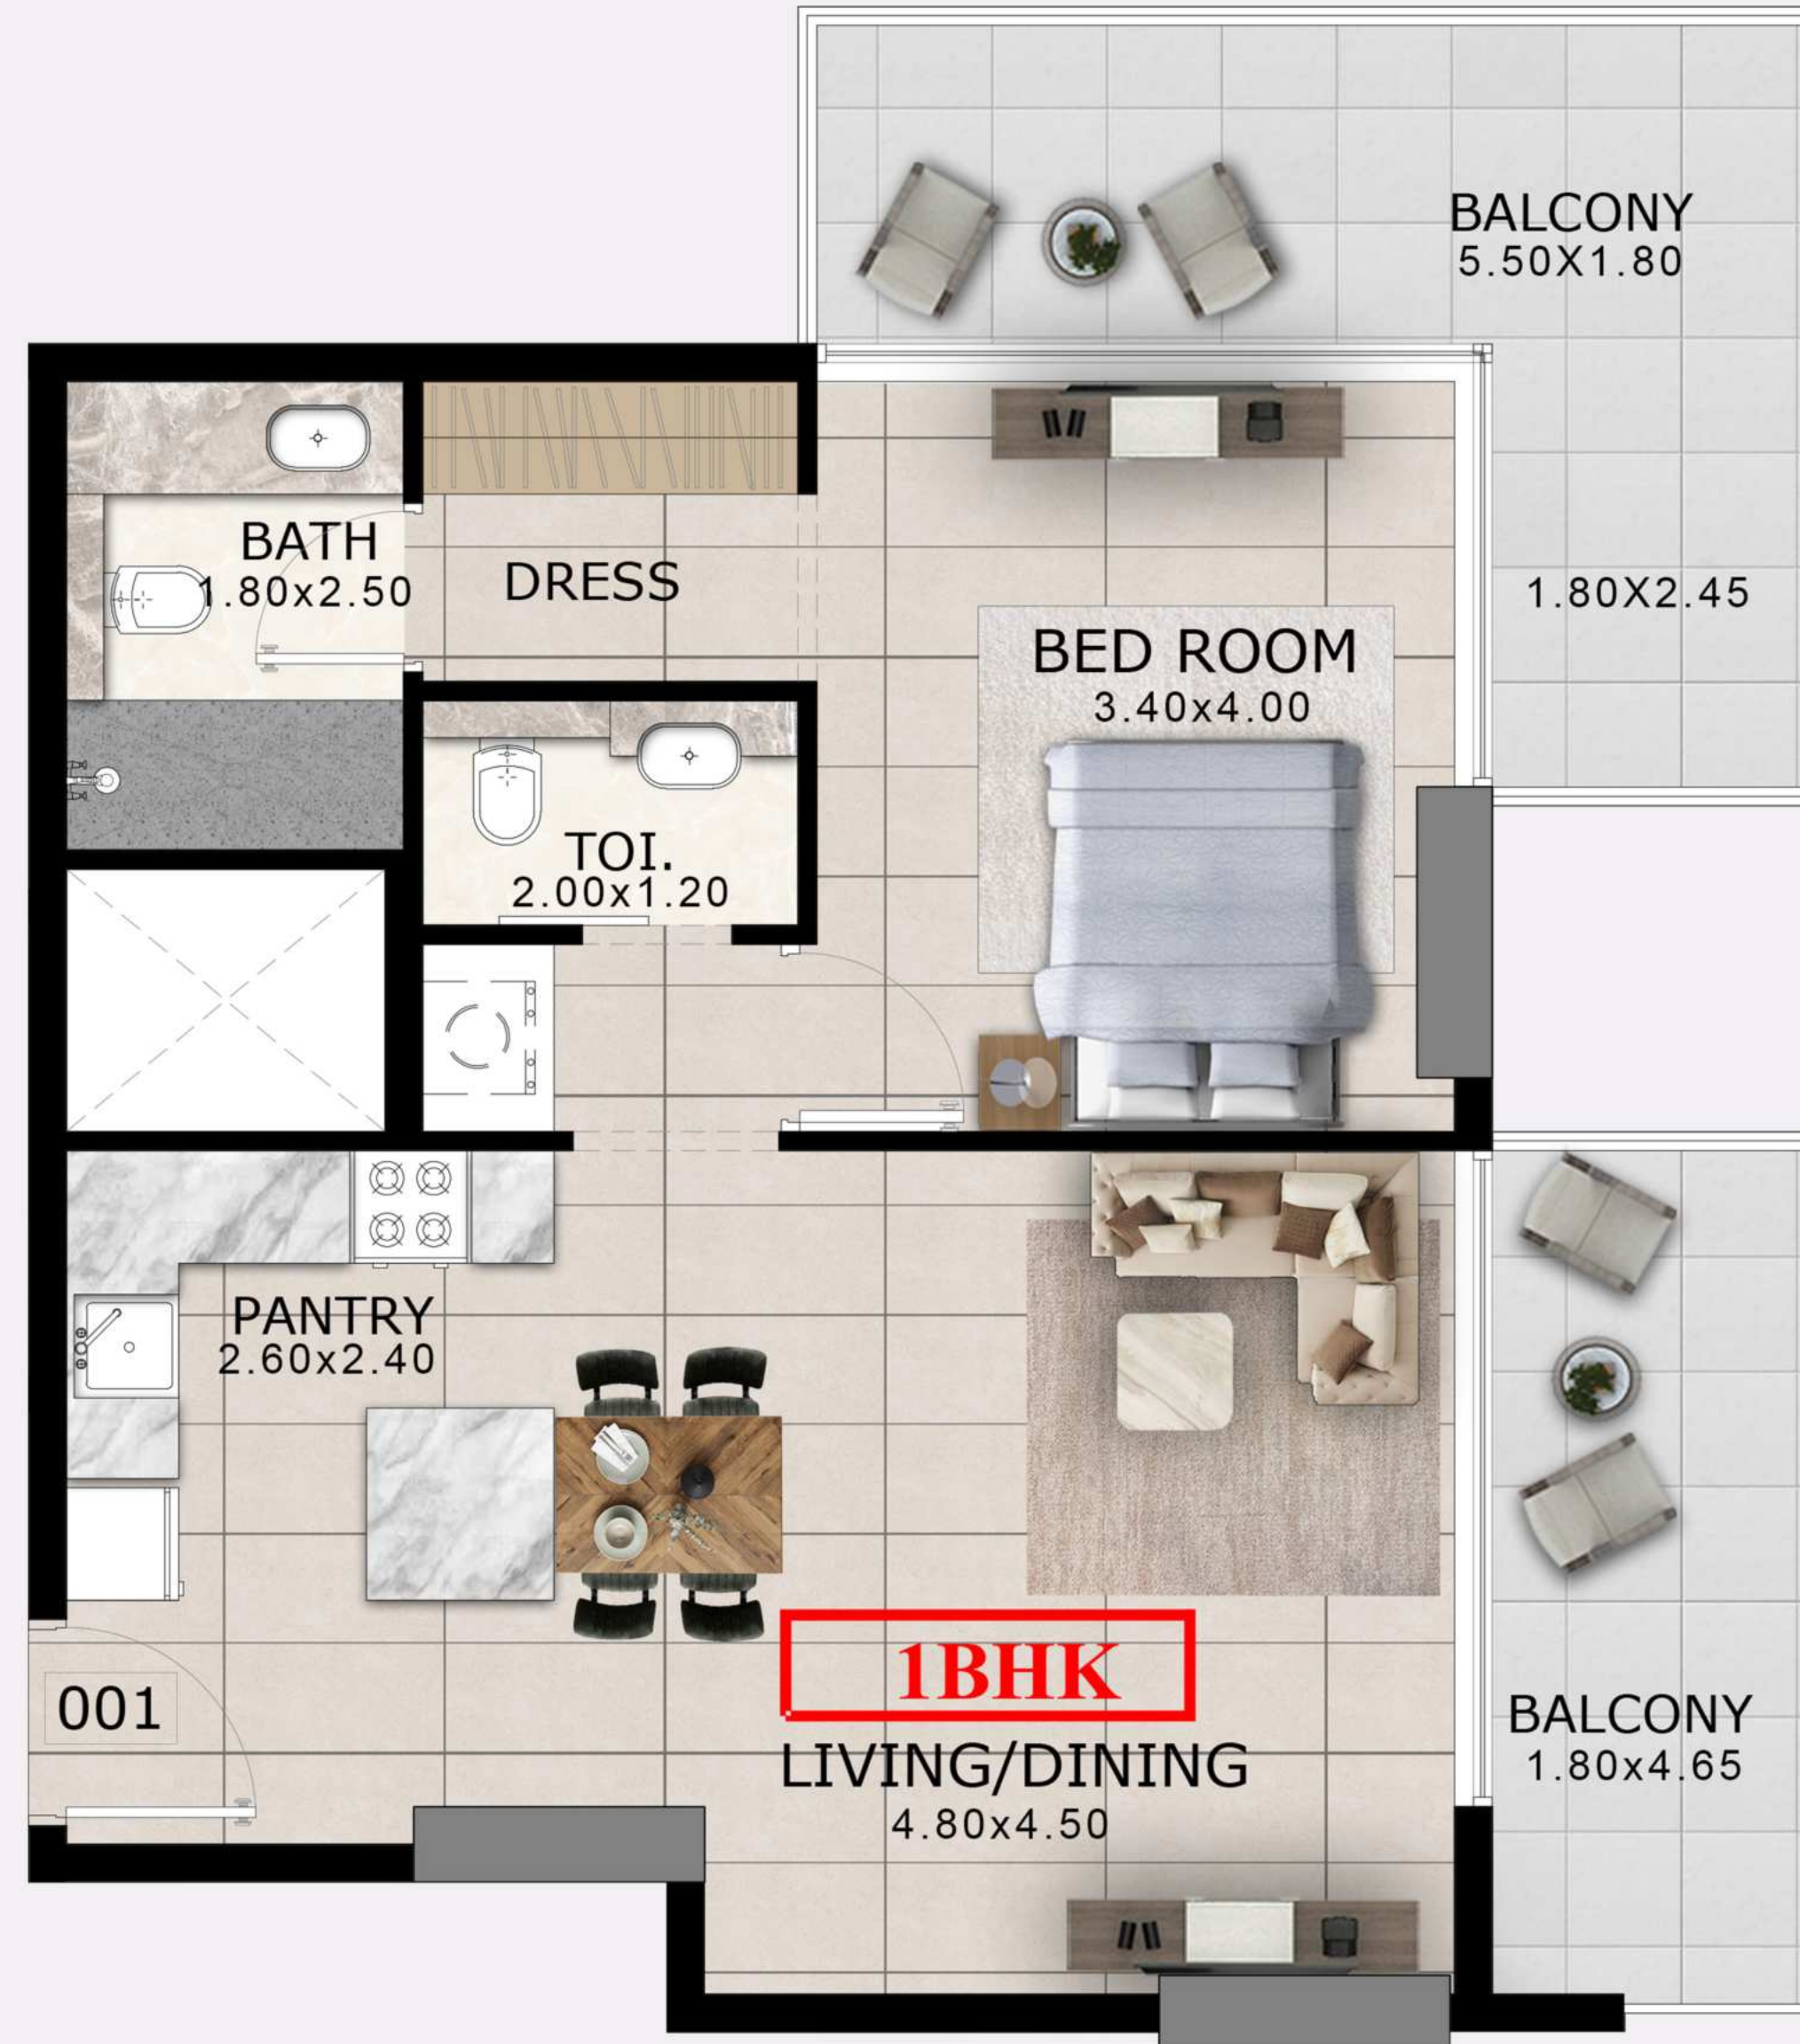 BALCONY
5.50X1.80
BATH
1.80x2.50
DRESS
1.80X2.45
BED ROOM
3.40x4.00
TOI.
2.00x1.20
PANTRY
2.60x2.40
1BHK
001
LIVING/DINING
4.80x4.50
BALCONY
1.80x4.65